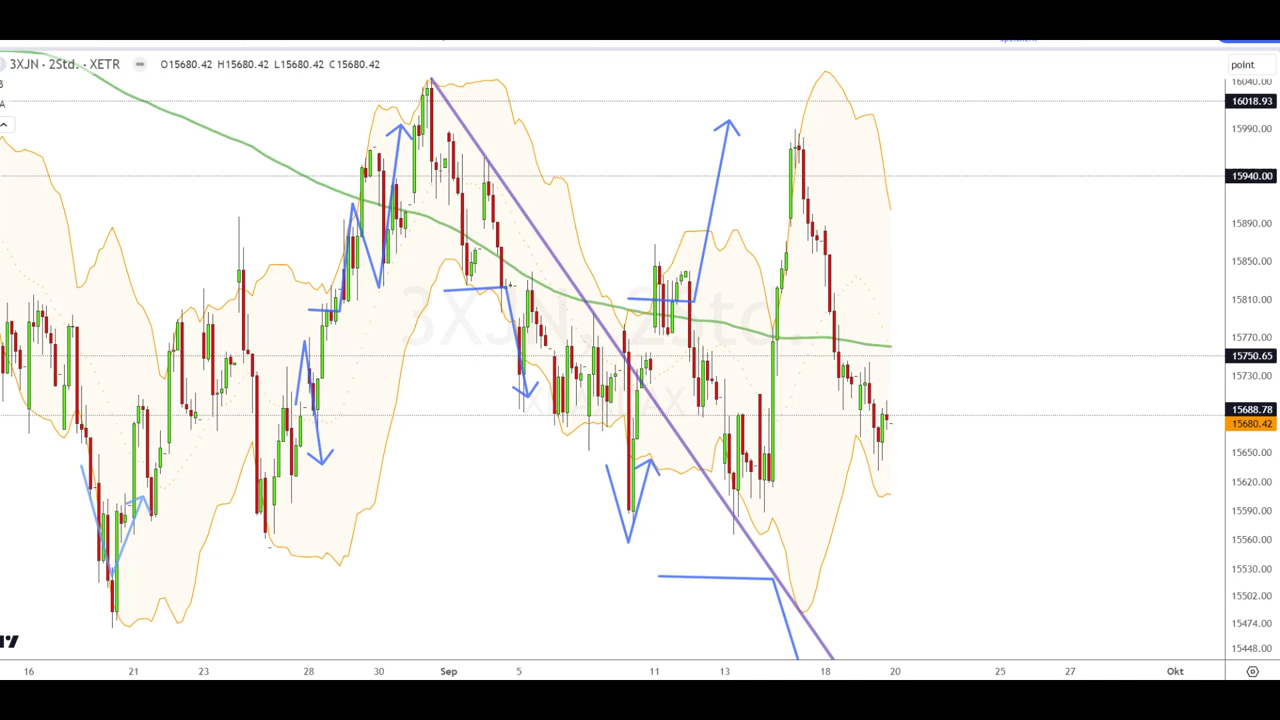 3XJN · 2Std. · XETR
O15680.42 H15680.42 L15680.42 C15680.42
point
B
A
3XJN, 2Std.
16040.00
16018.93
15990.00
15940.00
15890.00
15850.00
15810.00
15770.00
15750.65
15730.00
15688.78
15680.42
15650.00
15620.00
15590.00
15560.00
15530.00
15502.00
15474.00
15448.00
16 21 23 28 30 Sep 5 11 13 18 20 25 27 Okt